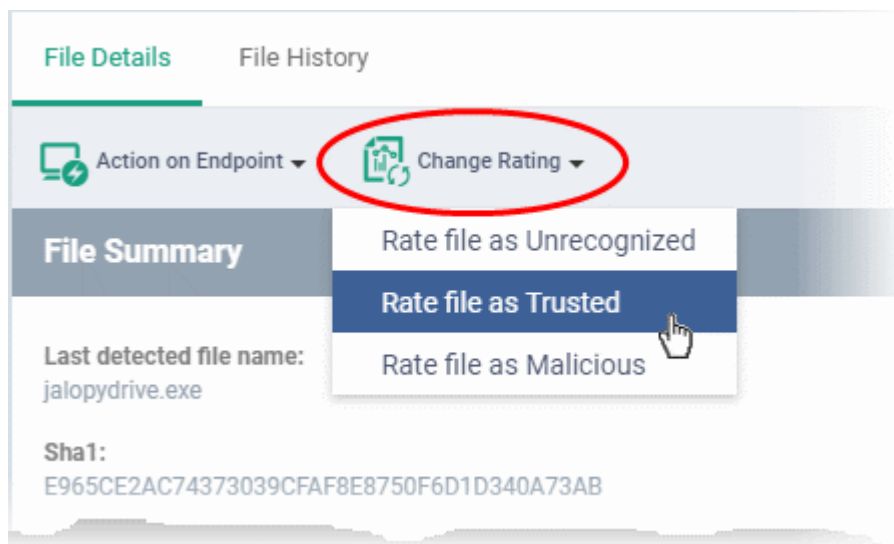 File Details File History
Action on Endpoint Change Rating
File Summary
Rate file as Unrecognized
Rate file as Trusted
Rate file as Malicious
Last detected file name:
jalopydrive.exe
Sha1:
E965CE2AC74373039CFAF8E8750F6D1D340A73AB